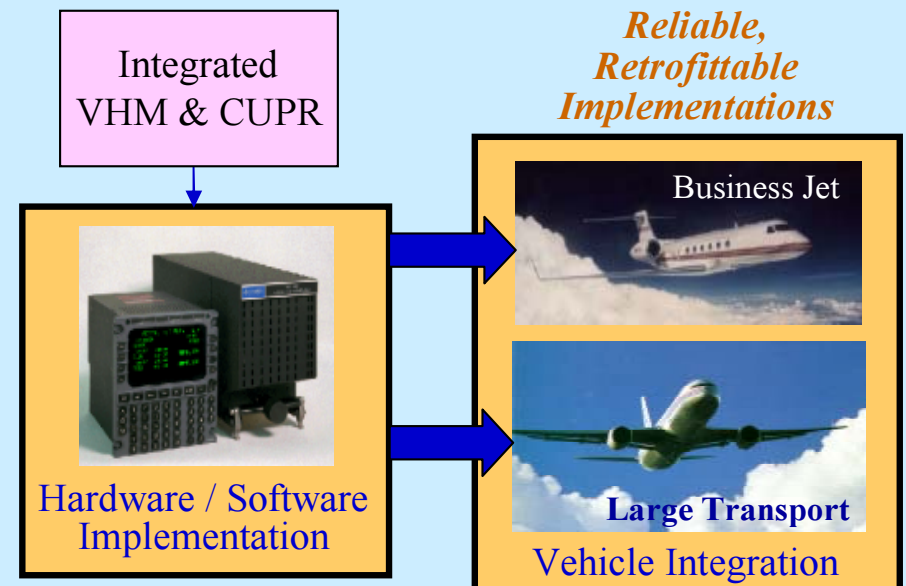 Integrated
VHM & CUPR
Reliable,
Retrofittable
Implementations
Business Jet
Hardware / Software
Implementation
Large Transport
Vehicle Integration